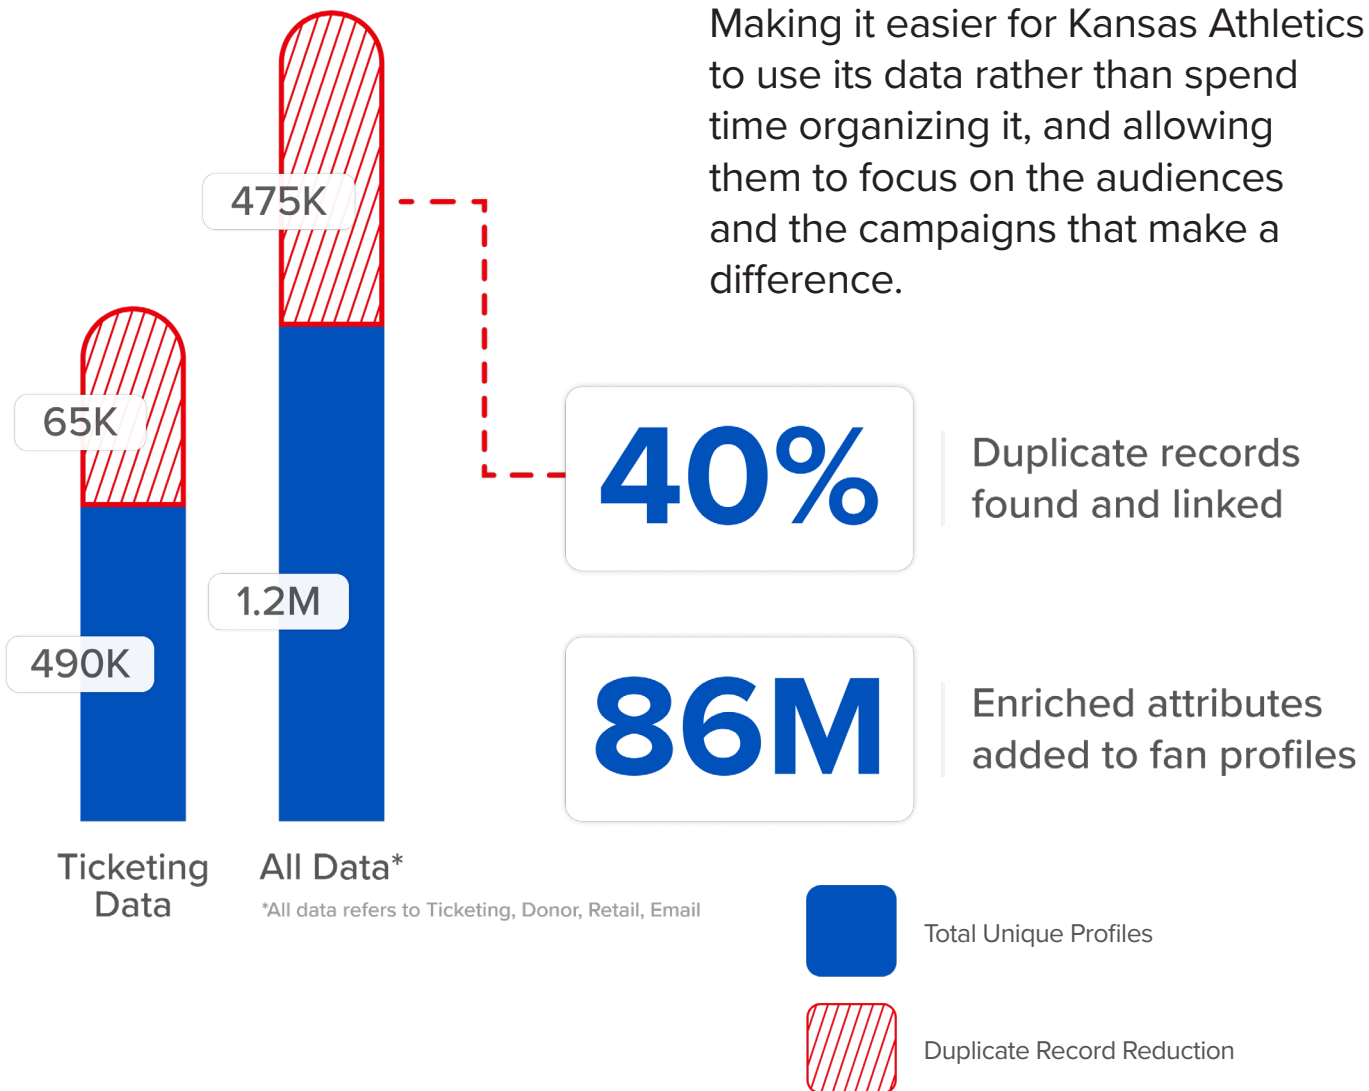 Making it easier for Kansas Athletics
to use its data rather than spend
time organizing it, and allowing
them to focus on the audiences
and the campaigns that make a
difference.
475K
65K
1.2M
490K
40%
Duplicate records
found and linked
86M
Enriched attributes
added to fan profiles
Ticketing
Data
All Data*
*All data refers to Ticketing, Donor, Retail, Email
Total Unique Profiles
Duplicate Record Reduction